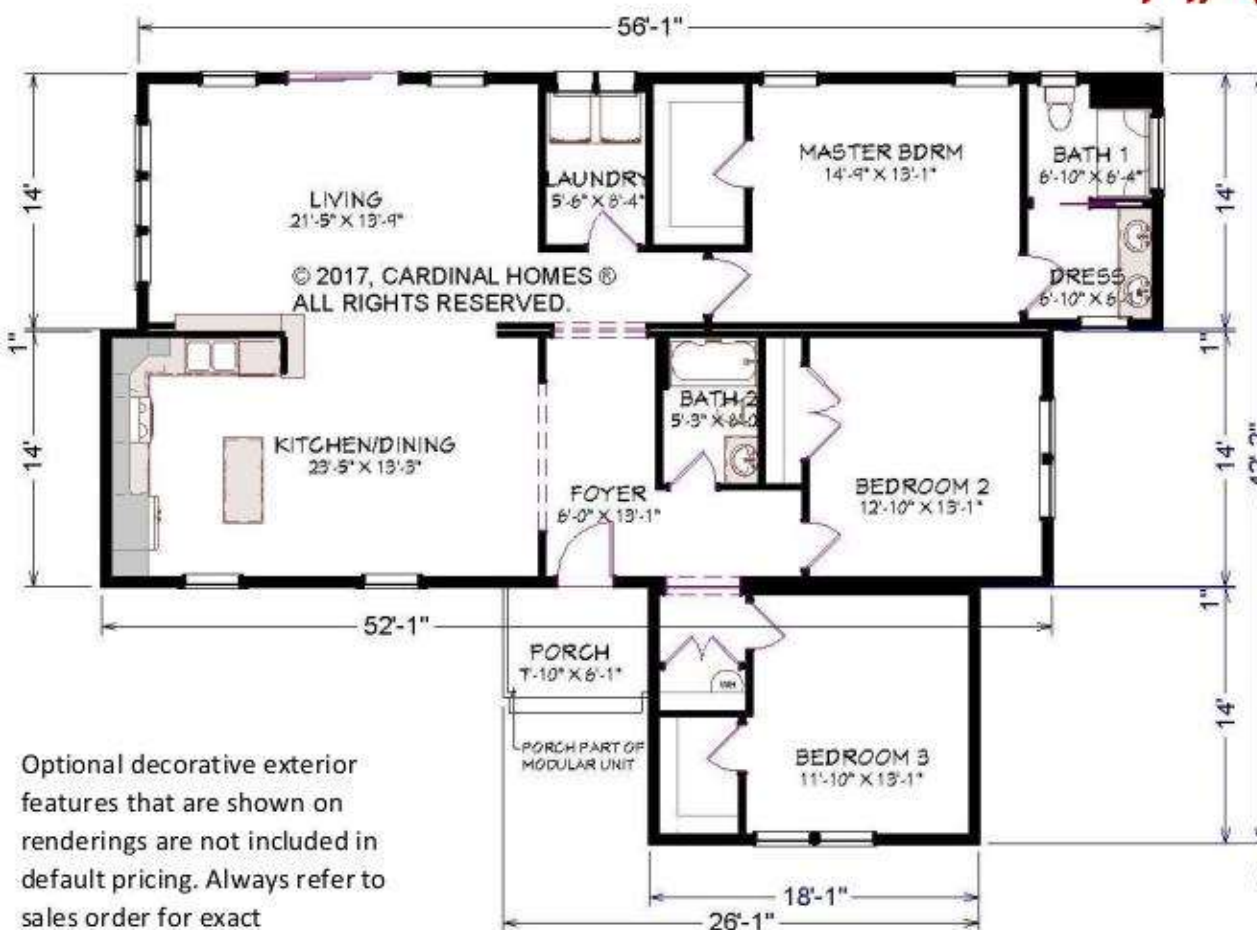 56'-1"
14'
LIVING
21'-5" X 13'-9"
LAUNDRY
5'-6" X 8'-4"
MASTER BDRM
14'-9" X 13'-1"
BATH 1
6'-10" X 6'-4"
14'
© 2017, CARDINAL HOMES ®
ALL RIGHTS RESERVED.
DRESS
1"
1"
KITCHEN/DINING
23'-5" X 13'-3"
14'
FOYER
6'-0" X 13'-1"
BATH 2
BEDROOM 2
12'-10" X 13'-1"
14'
52'-1"
PORCH
7'-10" X 6'-1"
WH
1"
PORCH PART OF
MODULAR UNIT
BEDROOM 3
11'-10" X 13'-1"
14'
18'-1"
26'-1"
Optional decorative exterior
features that are shown on
renderings are not included in
default pricing. Always refer to
sales order for exact